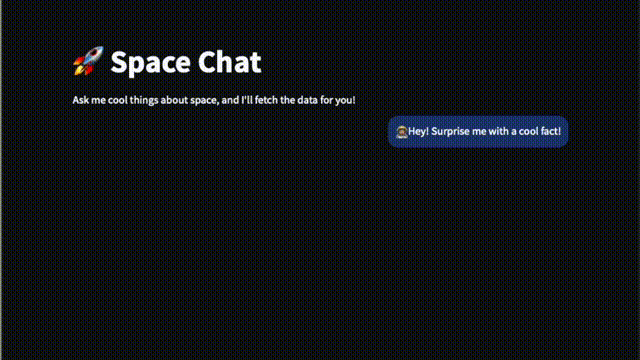 🚀 Space Chat
Ask me cool things about space, and I'll fetch the data for you!
Hey! Surprise me with a cool fact!